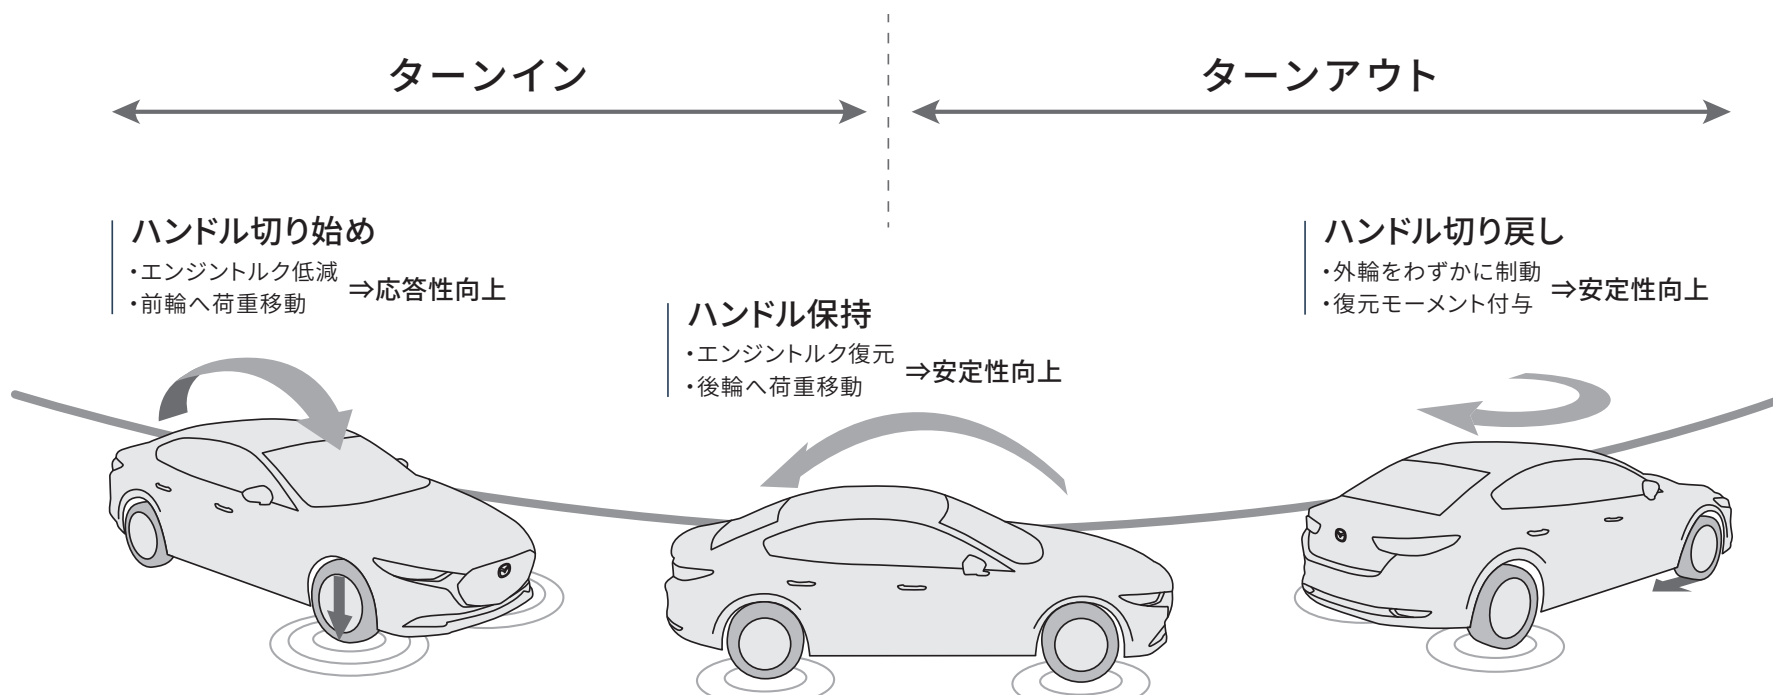 ターンイン
ターンアウト
ハンドル切り始め
・エンジントルク低減
・前輪へ荷重移動
⇒応答性向上
ハンドル保持
・エンジントルク復元
・後輪へ荷重移動
⇒安定性向上
ハンドル切り戻し
・外輪をわずかに制動
・復元モーメント付与
⇒安定性向上